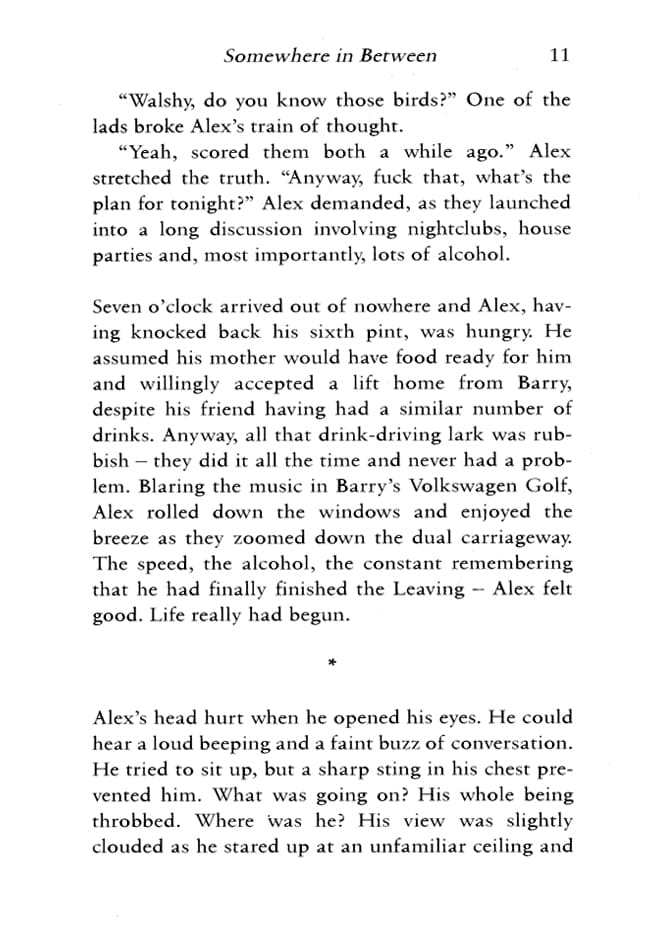 Somewhere in Between 11
“Walshy, do you know those birds?” One of the
lads broke Alex’s train of thought.
“Yeah, scored them both a while ago.” Alex
stretched the truth. “Anyway, fuck that, what’s the
plan for tonight?” Alex demanded, as they launched
into a long discussion involving nightclubs, house
parties and, most importantly, lots of alcohol.
Seven o’clock arrived out of nowhere and Alex, hav-
ing knocked back his sixth pint, was hungry. He
assumed his mother would have food ready for him
and willingly accepted a lift home from Barry,
despite his friend having had a similar number of
drinks. Anyway, all that drink-driving lark was rub-
bish – they did it all the time and never had a prob-
lem. Blaring the music in Barry’s Volkswagen Golf,
Alex rolled down the windows and enjoyed the
breeze as they zoomed down the dual carriageway.
The speed, the alcohol, the constant remembering
that he had finally finished the Leaving – Alex felt
good. Life really had begun.
*
Alex’s head hurt when he opened his eyes. He could
hear a loud beeping and a faint buzz of conversation.
He tried to sit up, but a sharp sting in his chest pre-
vented him. What was going on? His whole being
throbbed. Where was he? His view was slightly
clouded as he stared up at an unfamiliar ceiling and